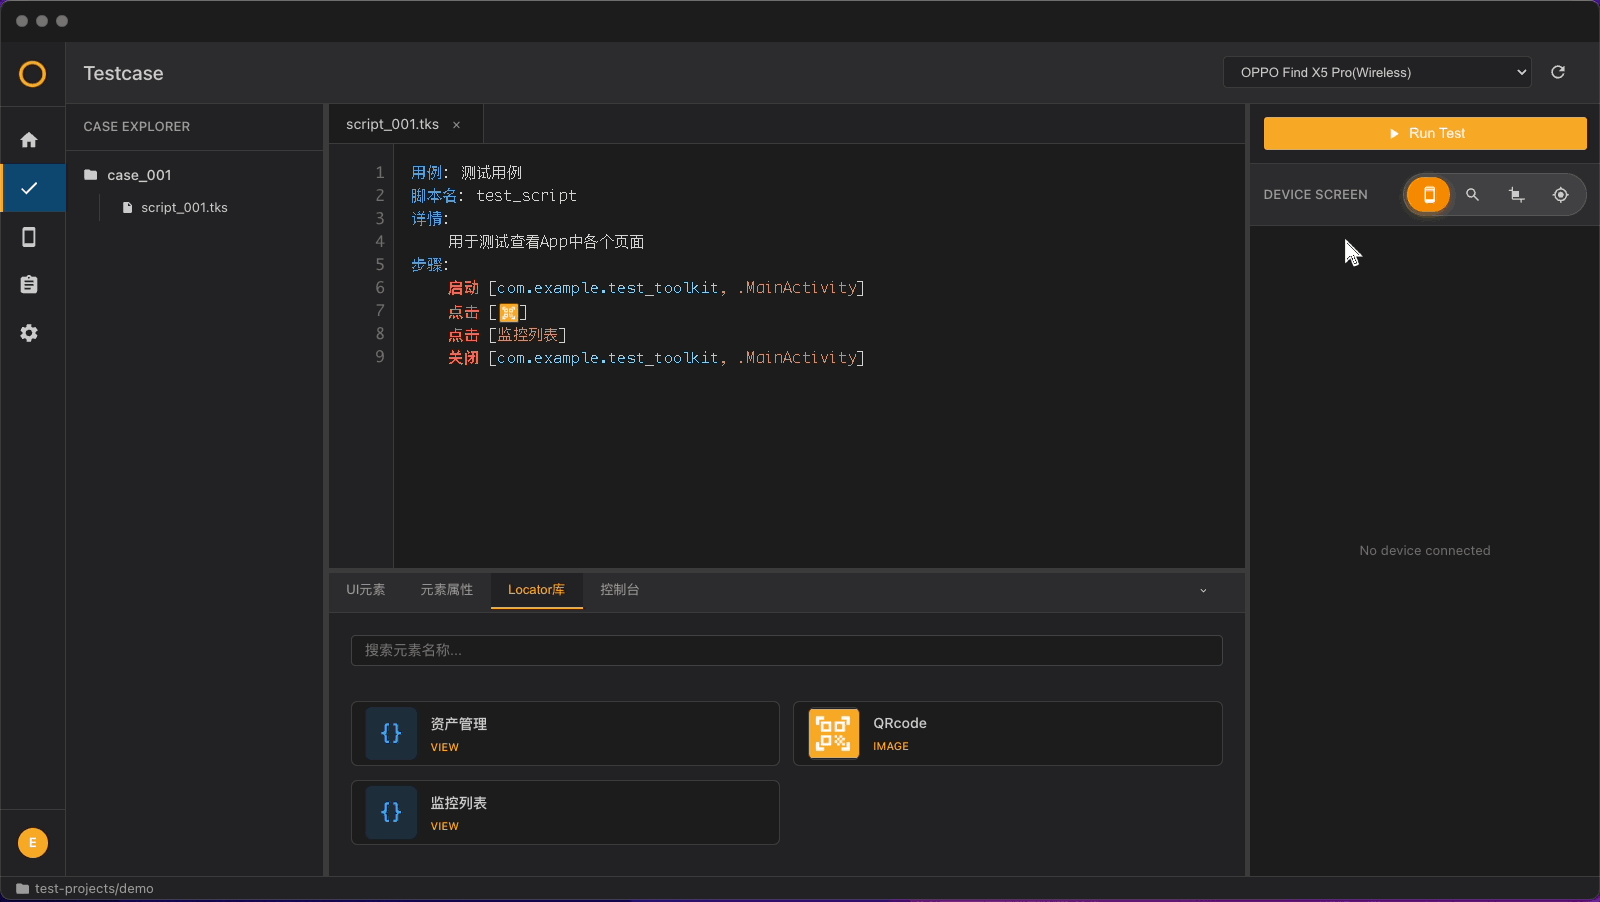 Testcase
OPPO Find X5 Pro(Wireless)
CASE EXPLORER
case_001
script_001.tks
script_001.tks ×
1 用例: 测试用例
2 脚本名: test_script
3 详情:
4 用于测试查看App中各个页面
5 步骤:
6 启动 [com.example.test_toolkit, .MainActivity]
7 点击 []
8 点击 [监控列表]
9 关闭 [com.example.test_toolkit, .MainActivity]
Run Test
DEVICE SCREEN
No device connected
UI元素 元素属性 Locator库 控制台
搜索元素名称...
资产管理
VIEW
QRcode
IMAGE
监控列表
VIEW
E
test-projects/demo